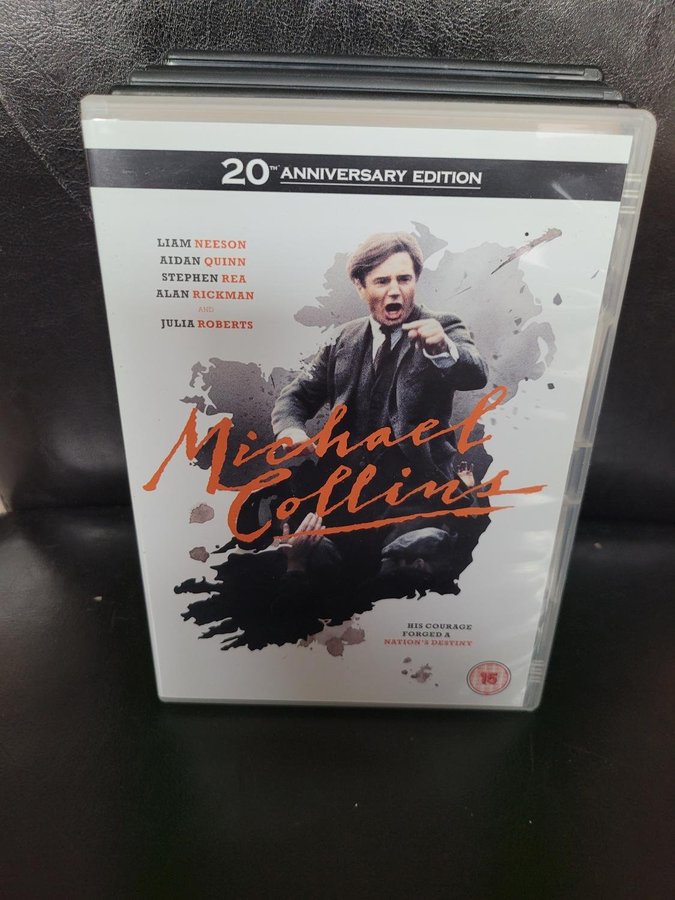 20TH ANNIVERSARY EDITION
LIAM NEESON
AIDAN QUINN
STEPHEN REA
ALAN RICKMAN
AND
JULIA ROBERTS
Michael
Collins
HIS COURAGE
FORGED A
NATION'S DESTINY
15